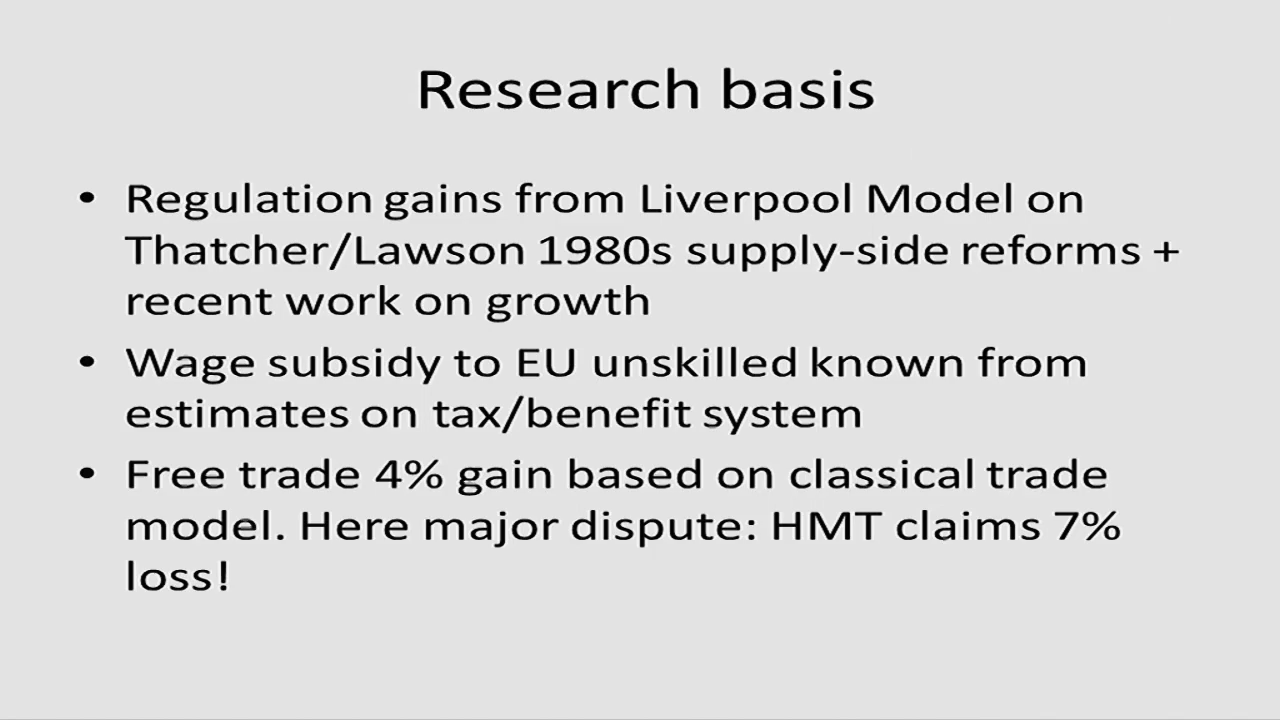 Research basis
• Regulation gains from Liverpool Model on
Thatcher/Lawson 1980s supply-side reforms +
recent work on growth
• Wage subsidy to EU unskilled known from
estimates on tax/benefit system
• Free trade 4% gain based on classical trade
model. Here major dispute: HMT claims 7%
loss!